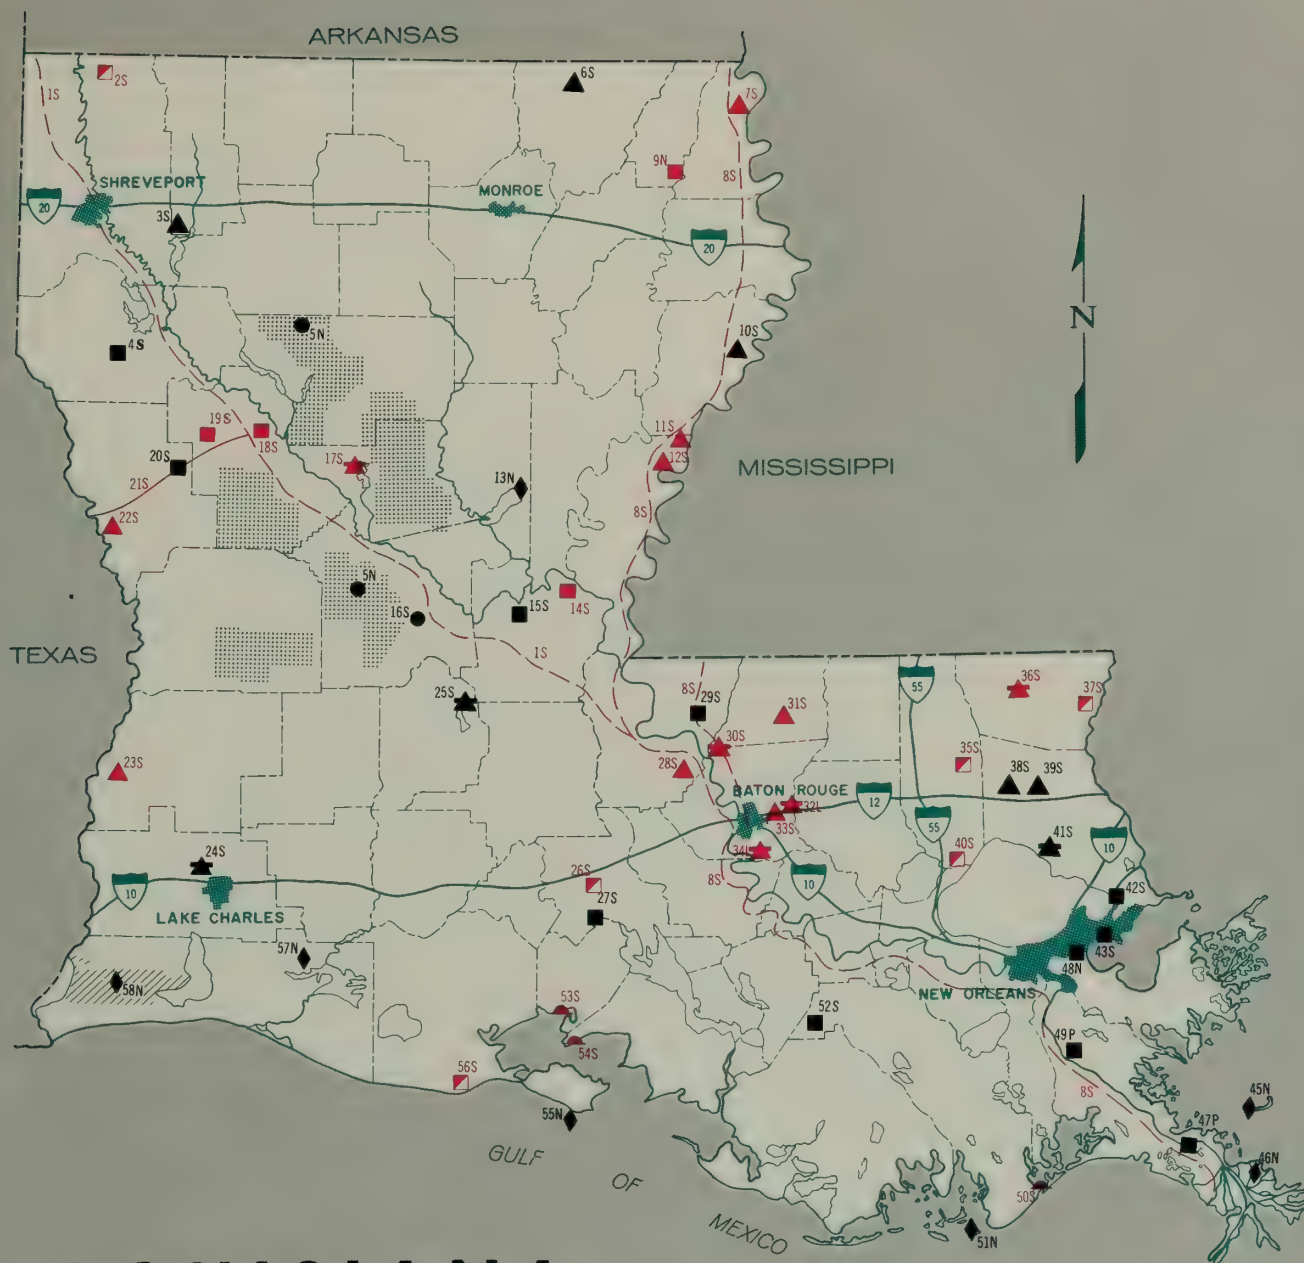 ARKANSAS
1S
2S
6S
7S
9N
8S
SHREVEPORT
MONROE
20
3S
20
5N
4S
10S
N
19S
18S
11S
12S
20S
17S
13N
MISSISSIPPI
21S
8S
22S
5N
16S
15S
14S
TEXAS
1S
25S
8S
29S
31S
55
36S
37S
30S
23S
28S
35S
38S
39S
BATON ROUGE
12
32L
33S
55
24S
34L
41S
10
40S
26S
8S
10
10
42S
27S
LAKE CHARLES
57N
43S
48N
58N
NEW ORLEANS
53S
52S
54S
49P
56S
8S
45N
55N
47P
46N
GULF
OF
50S
MEXICO
51N